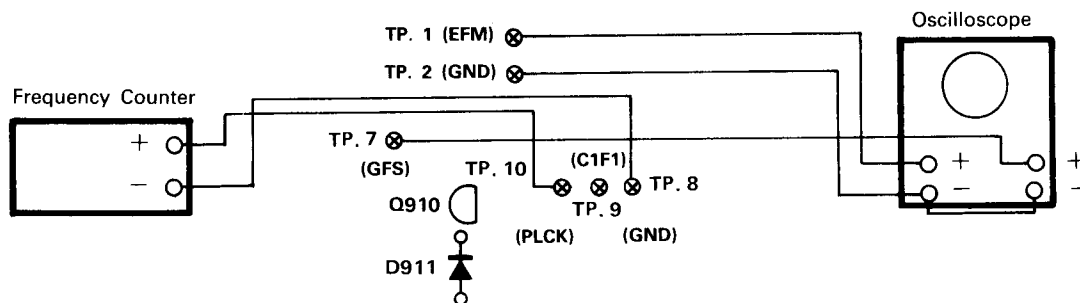 Oscilloscope
TP. 1 (EFM)
TP. 2 (GND)
Frequency Counter
+
−
TP. 7
(GFS)
TP. 10
(C1F1)
TP. 8
TP. 9
(PLCK)
(GND)
Q910
D911
+
−
+
−